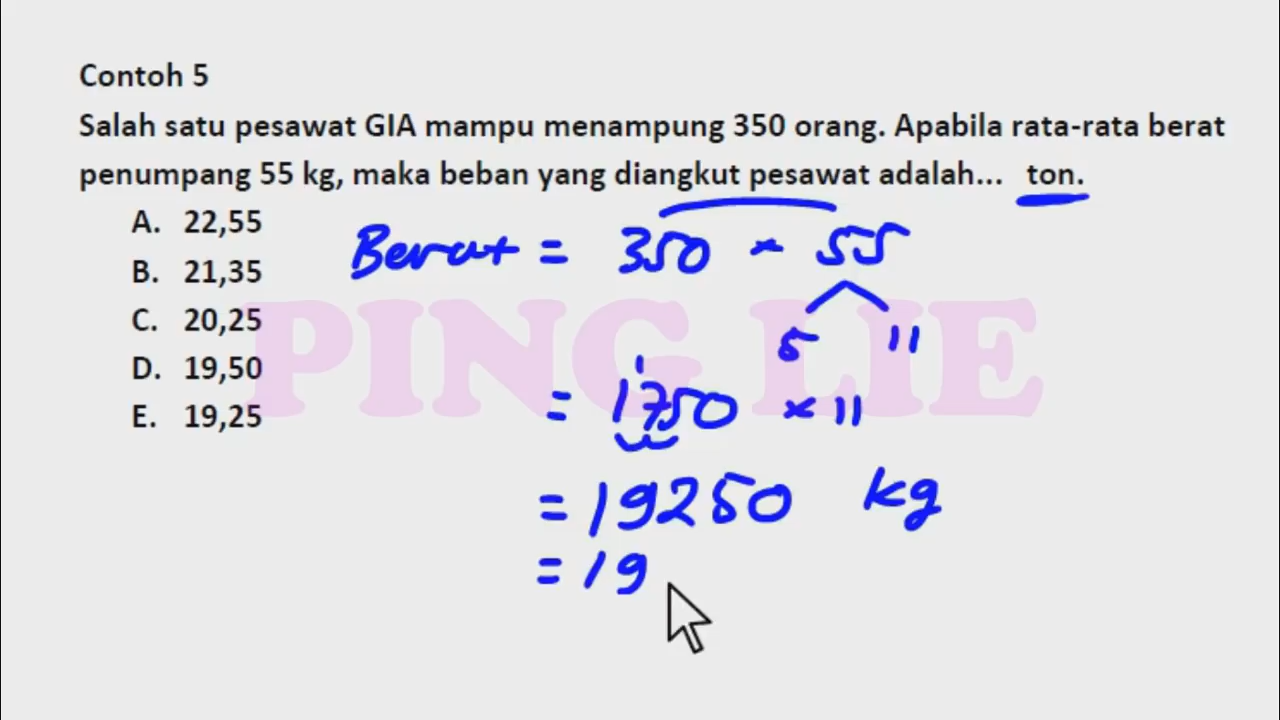 Contoh 5
Salah satu pesawat GIA mampu menampung 350 orang. Apabila rata-rata berat
penumpang 55 kg, maka beban yang diangkut pesawat adalah... ton.
A. 22,55
B. 21,35
C. 20,25
D. 19,50
E. 19,25
Berat = 350 × 55
5 11
1
= 1750 × 11
= 19250 kg
= 19
PING LIE